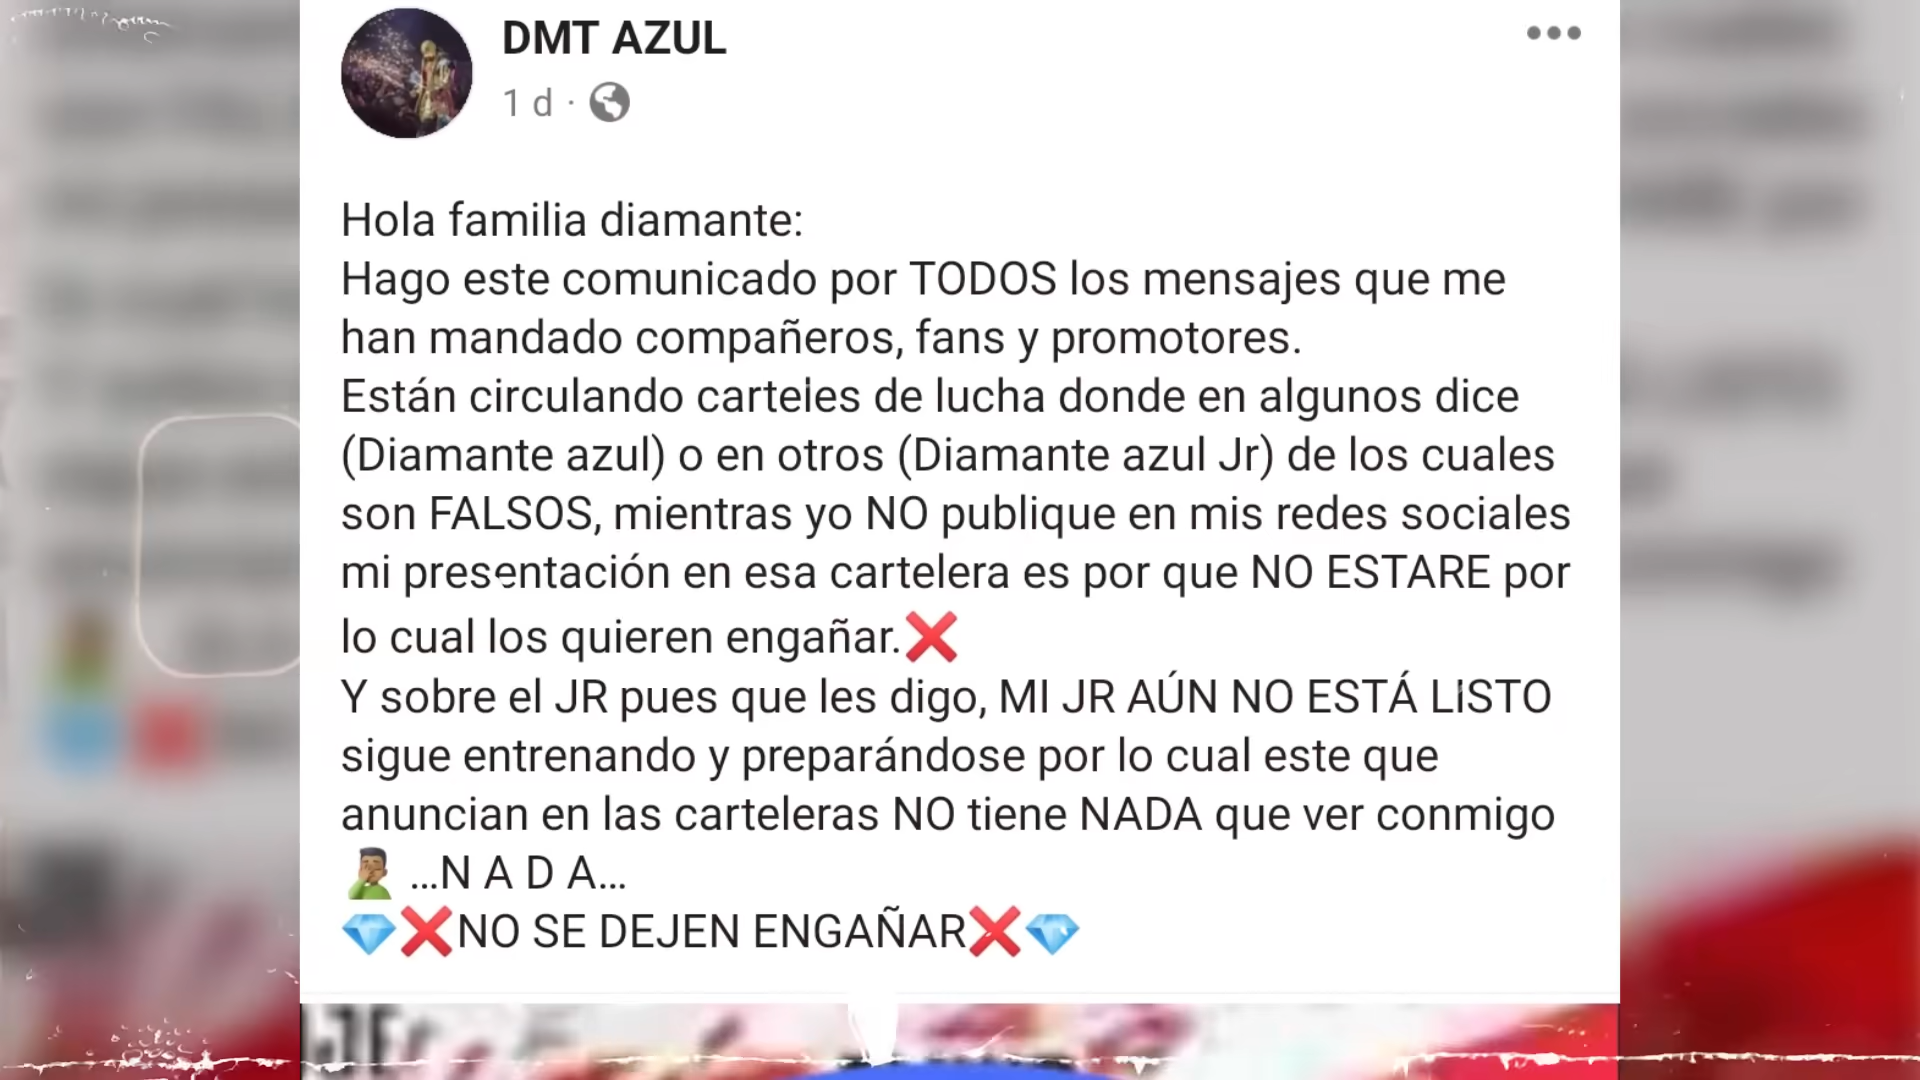 DMT AZUL
1 d ·
Hola familia diamante:
Hago este comunicado por TODOS los mensajes que me
han mandado compañeros, fans y promotores.
Están circulando carteles de lucha donde en algunos dice
(Diamante azul) o en otros (Diamante azul Jr) de los cuales
son FALSOS, mientras yo NO publique en mis redes sociales
mi presentación en esa cartelera es por que NO ESTARE por
lo cual los quieren engañar.❌
Y sobre el JR pues que les digo, MI JR AÚN NO ESTÁ LISTO
sigue entrenando y preparándose por lo cual este que
anuncian en las carteleras NO tiene NADA que ver conmigo
🤦🏽‍♂️ ...N A D A...
💎❌NO SE DEJEN ENGAÑAR❌💎